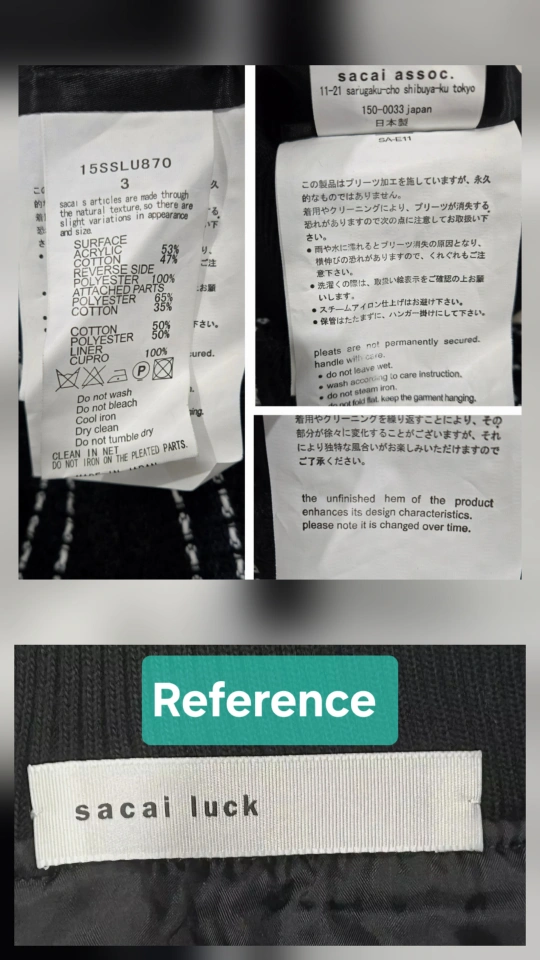 15SSLU870
3
sacai s articles are made through
the natural texture, so there are
slight variations in appearance
and size.
SURFACE
ACRYLIC 53%
COTTON 47%
REVERSE SIDE
POLYESTER 100%
ATTACHED PARTS
POLYESTER 65%
COTTON 35%
COTTON 50%
POLYESTER 50%
LINER
CUPRO 100%
P
Do not wash
Do not bleach
Cool iron
Dry clean
Do not tumble dry
CLEAN IN NET
DO NOT IRON ON THE PLEATED PARTS.
MADE IN JAPAN
sacai assoc.
11-21 sarugaku-cho shibuya-ku tokyo
150-0033 japan
日本製
SA-E11
この製品はプリーツ加工を施していますが、永久
的なものではありません。
着用やクリーニングにより、プリーツが消失する
恐れがありますので次の点に注意してお取扱い下
さい。
● 雨や水に濡れるとプリーツ消失の原因となり、
横伸びの恐れがありますので、くれぐれもご注
意下さい。
● 洗濯くの際は、取扱い絵表示をご確認の上お願
いします。
● スチームアイロン仕上げはお避け下さい。
● 保管はたたまずに、ハンガー掛けにして下さい。
pleats are not permanently secured.
handle with care.
● do not leave wet.
● wash according to care instruction.
● do not steam iron.
● do not fold flat. keep the garment hanging.
着用やクリーニングを繰り返すことにより、その
部分が徐々に変化することがございますが、それ
により独特な風合いがお楽しみいただけますので
ご了承ください。
the unfinished hem of the product
enhances its design characteristics.
please note it is changed over time.
Reference
sacai luck